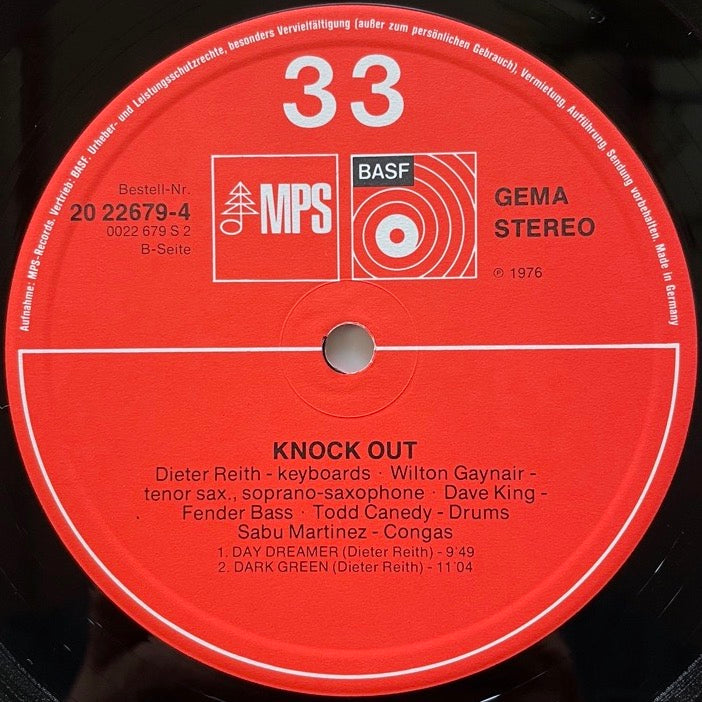 Aufnahme: MPS-Records. Vertrieb: BASF. Urheber- und Leistungsschutzrechte, besonders Vervielfältigung (außer zum persönlichen Gebrauch), Vermietung, Aufführung, Sendung vorbehalten. Made in Germany
33
Bestell-Nr.
20 22679-4
0022 679 S 2
B-Seite
MPS
BASF
GEMA
STEREO
℗ 1976
KNOCK OUT
Dieter Reith - keyboards · Wilton Gaynair -
tenor sax., soprano-saxophone · Dave King -
Fender Bass · Todd Canedy - Drums
Sabu Martinez - Congas
1. DAY DREAMER (Dieter Reith) - 9'49
2. DARK GREEN (Dieter Reith) - 11'04